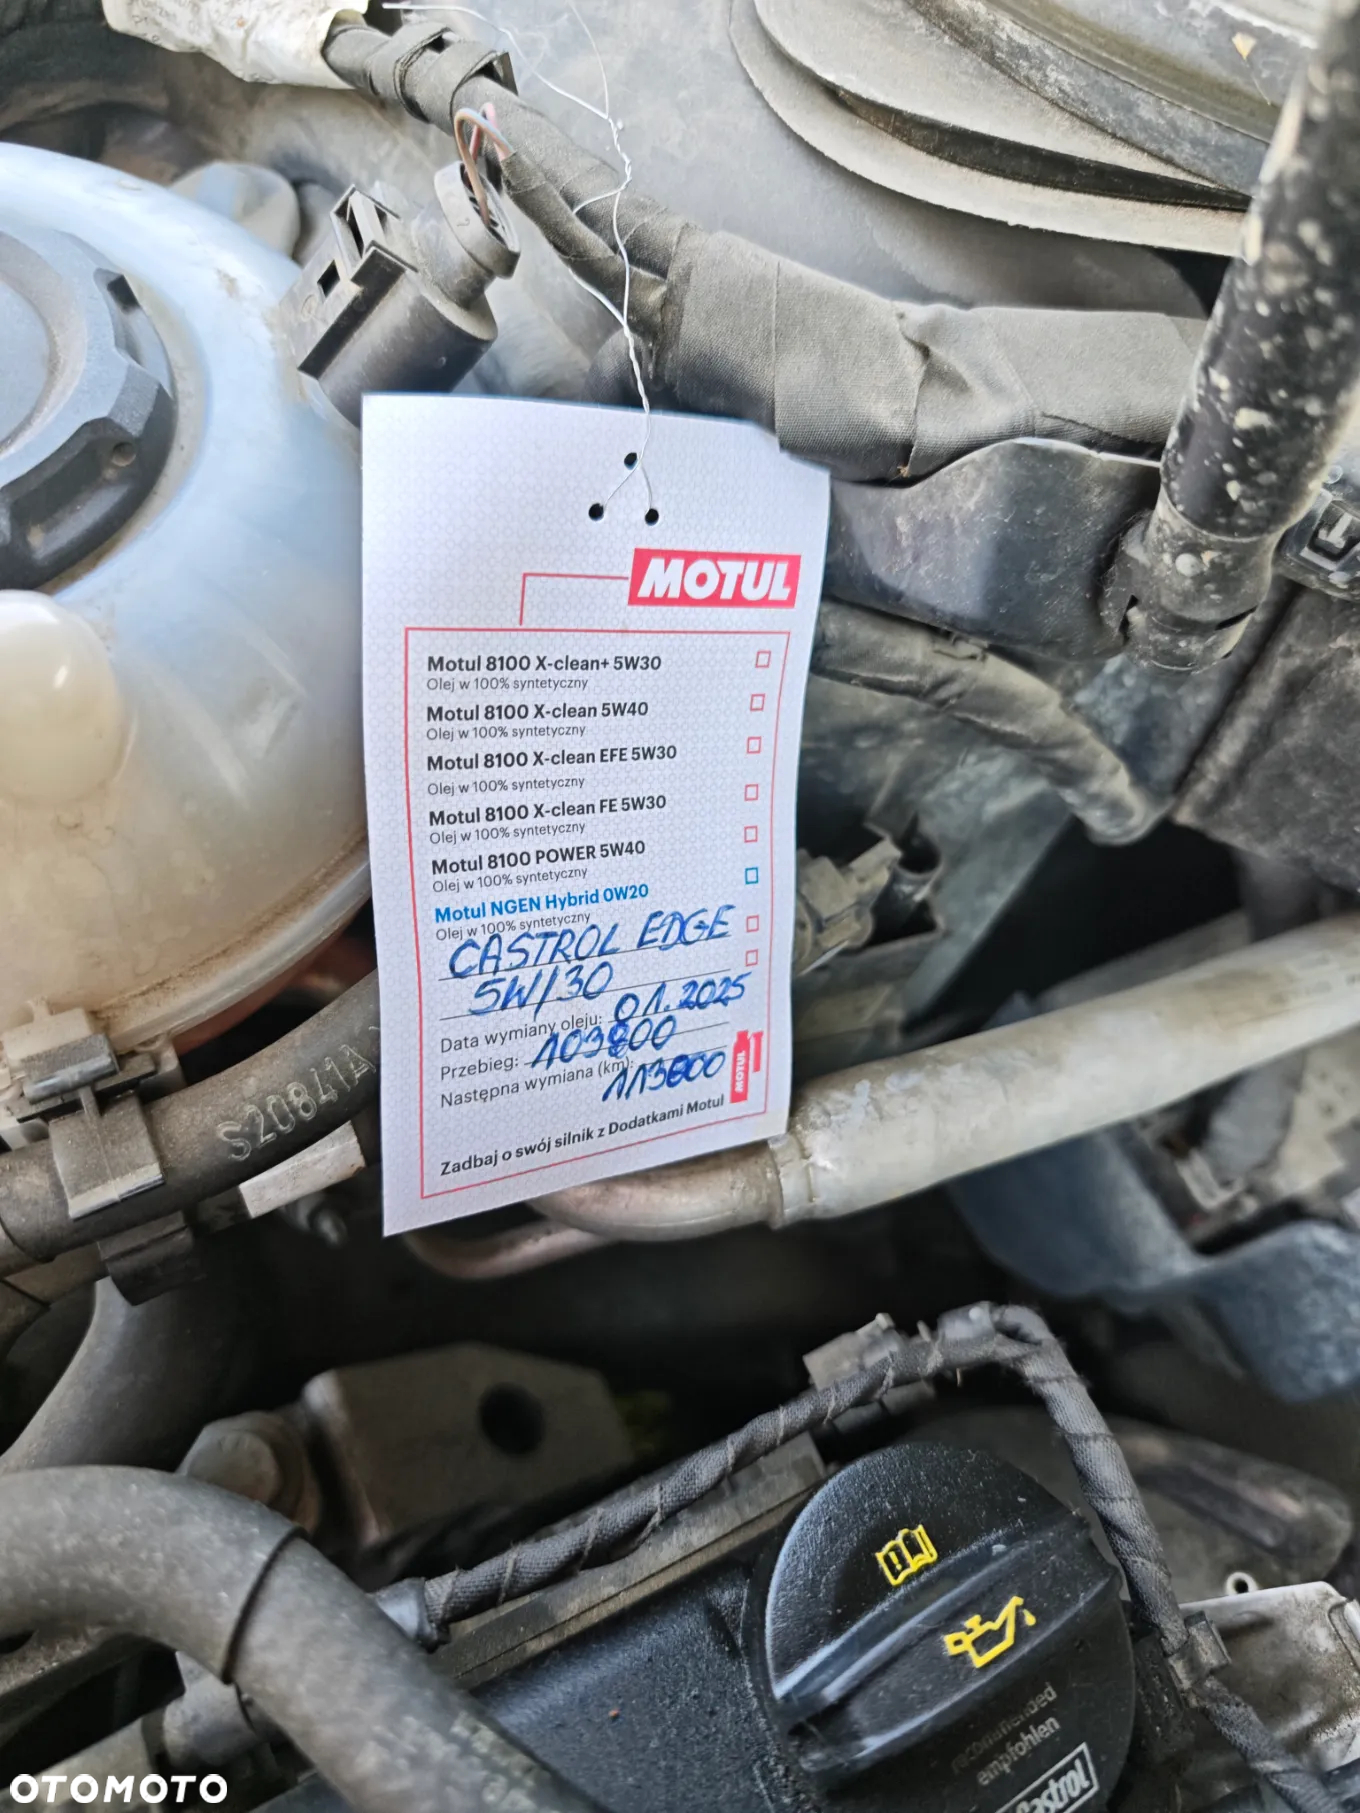 MOTUL
Motul 8100 X-clean+ 5W30
Olej w 100% syntetyczny
Motul 8100 X-clean 5W40
Olej w 100% syntetyczny
Motul 8100 X-clean EFE 5W30
Olej w 100% syntetyczny
Motul 8100 X-clean FE 5W30
Olej w 100% syntetyczny
Motul 8100 POWER 5W40
Olej w 100% syntetyczny
Motul NGEN Hybrid 0W20
Olej w 100% syntetyczny
CASTROL EDGE
5W/30
Data wymiany oleju: 01.2025
Przebieg: 103800
Następna wymiana (km): 113800
MOTUL
Zadbaj o swój silnik z Dodatkami Motul
S20841A
recommended
empfohlen
Castrol
OTOMOTO